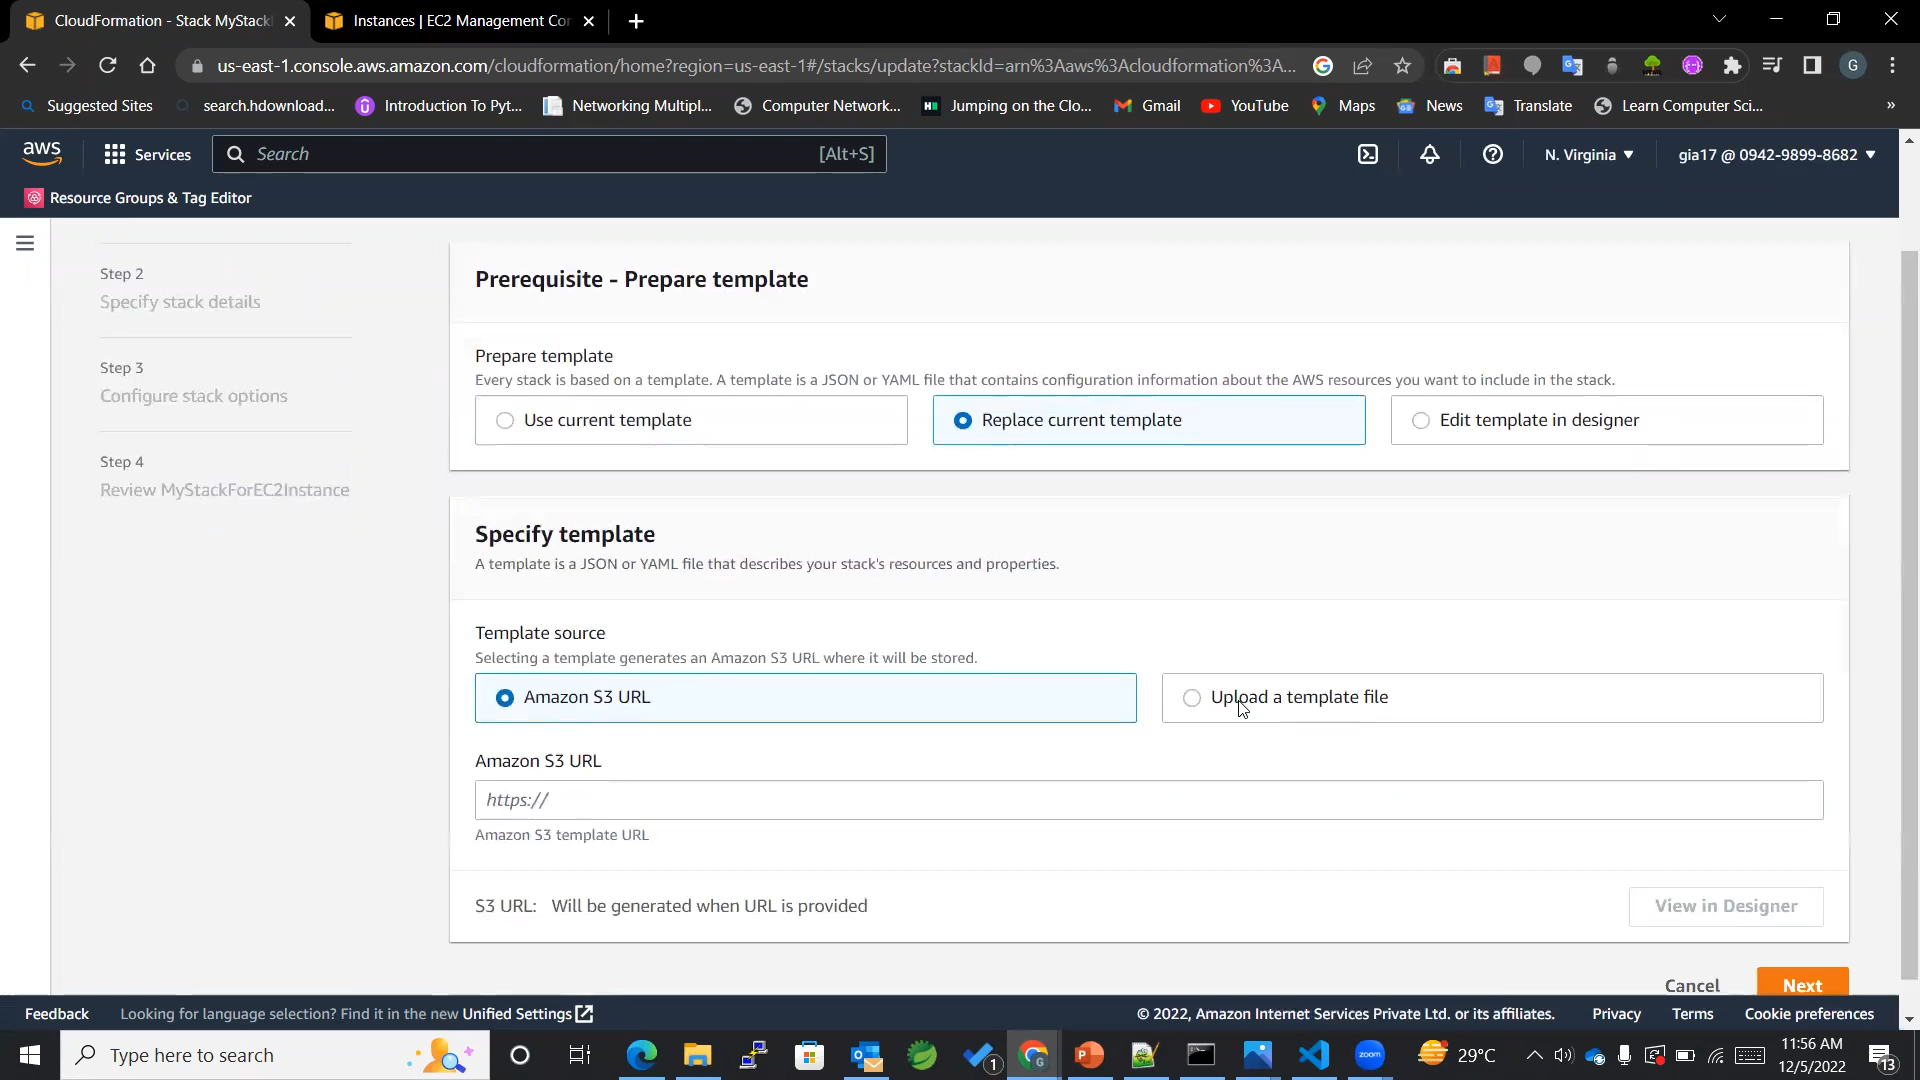 CloudFormation - Stack MyStack
Instances | EC2 Management Con
us-east-1.console.aws.amazon.com/cloudformation/home?region=us-east-1#/stacks/update?stackId=arn%3Aaws%3Acloudformation%3A...
G
Suggested Sites
search.hdownload...
Introduction To Pyt...
Networking Multipl...
Computer Network...
Jumping on the Clo...
Gmail
YouTube
Maps
News
Translate
Learn Computer Sci...
»
aws
Services
Search
[Alt+S]
N. Virginia
gia17 @ 0942-9899-8682
Resource Groups & Tag Editor
Step 2
Specify stack details
Step 3
Configure stack options
Step 4
Review MyStackForEC2Instance
Prerequisite - Prepare template
Prepare template
Every stack is based on a template. A template is a JSON or YAML file that contains configuration information about the AWS resources you want to include in the stack.
Use current template
Replace current template
Edit template in designer
Specify template
A template is a JSON or YAML file that describes your stack's resources and properties.
Template source
Selecting a template generates an Amazon S3 URL where it will be stored.
Amazon S3 URL
Upload a template file
Amazon S3 URL
https://
Amazon S3 template URL
S3 URL: Will be generated when URL is provided
View in Designer
Cancel
Next
Feedback
Looking for language selection? Find it in the new Unified Settings
© 2022, Amazon Internet Services Private Ltd. or its affiliates.
Privacy
Terms
Cookie preferences
Type here to search
1
zoom
29°C
11:56 AM
12/5/2022
13